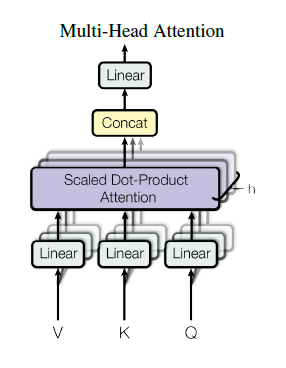 Multi-Head Attention
Linear
Concat
Scaled Dot-Product
Attention
h
Linear Linear Linear
V K Q